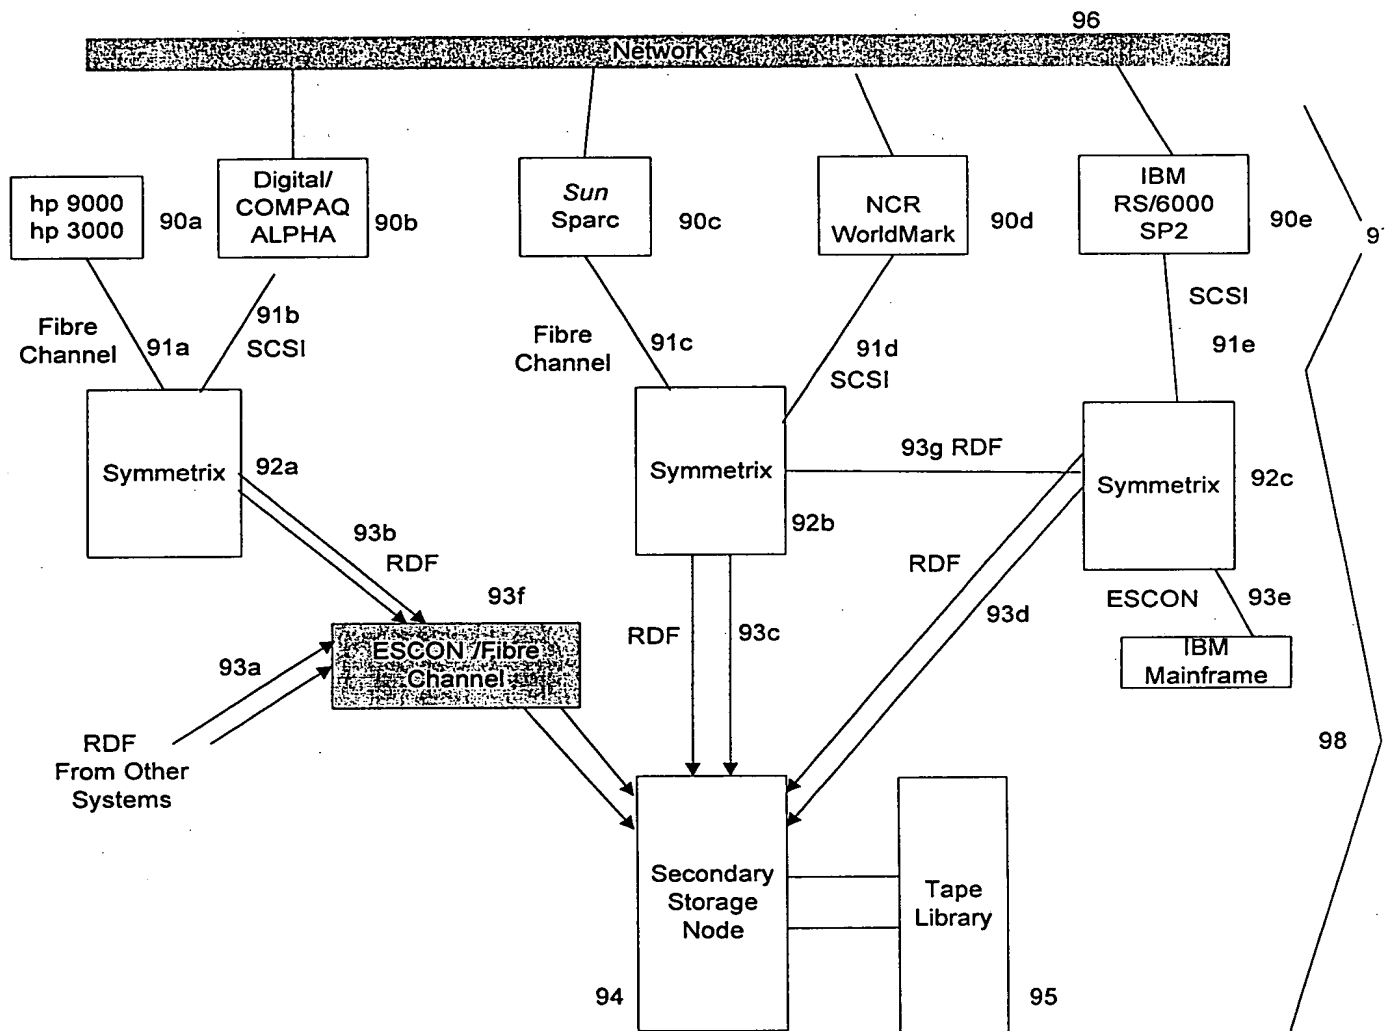 96
Network
hp 9000
hp 3000
90a
Digital/
COMPAQ
ALPHA
90b
Sun
Sparc
90c
NCR
WorldMark
90d
IBM
RS/6000
SP2
90e
Fibre
Channel
91a
91b
SCSI
Fibre
Channel
91c
91d
SCSI
SCSI
91e
Symmetrix
92a
Symmetrix
92b
93g RDF
Symmetrix
92c
93b
RDF
93f
ESCON /Fibre
Channel
93a
RDF
From Other
Systems
RDF
93c
RDF
93d
ESCON
93e
IBM
Mainframe
98
Secondary
Storage
Node
94
Tape
Library
95